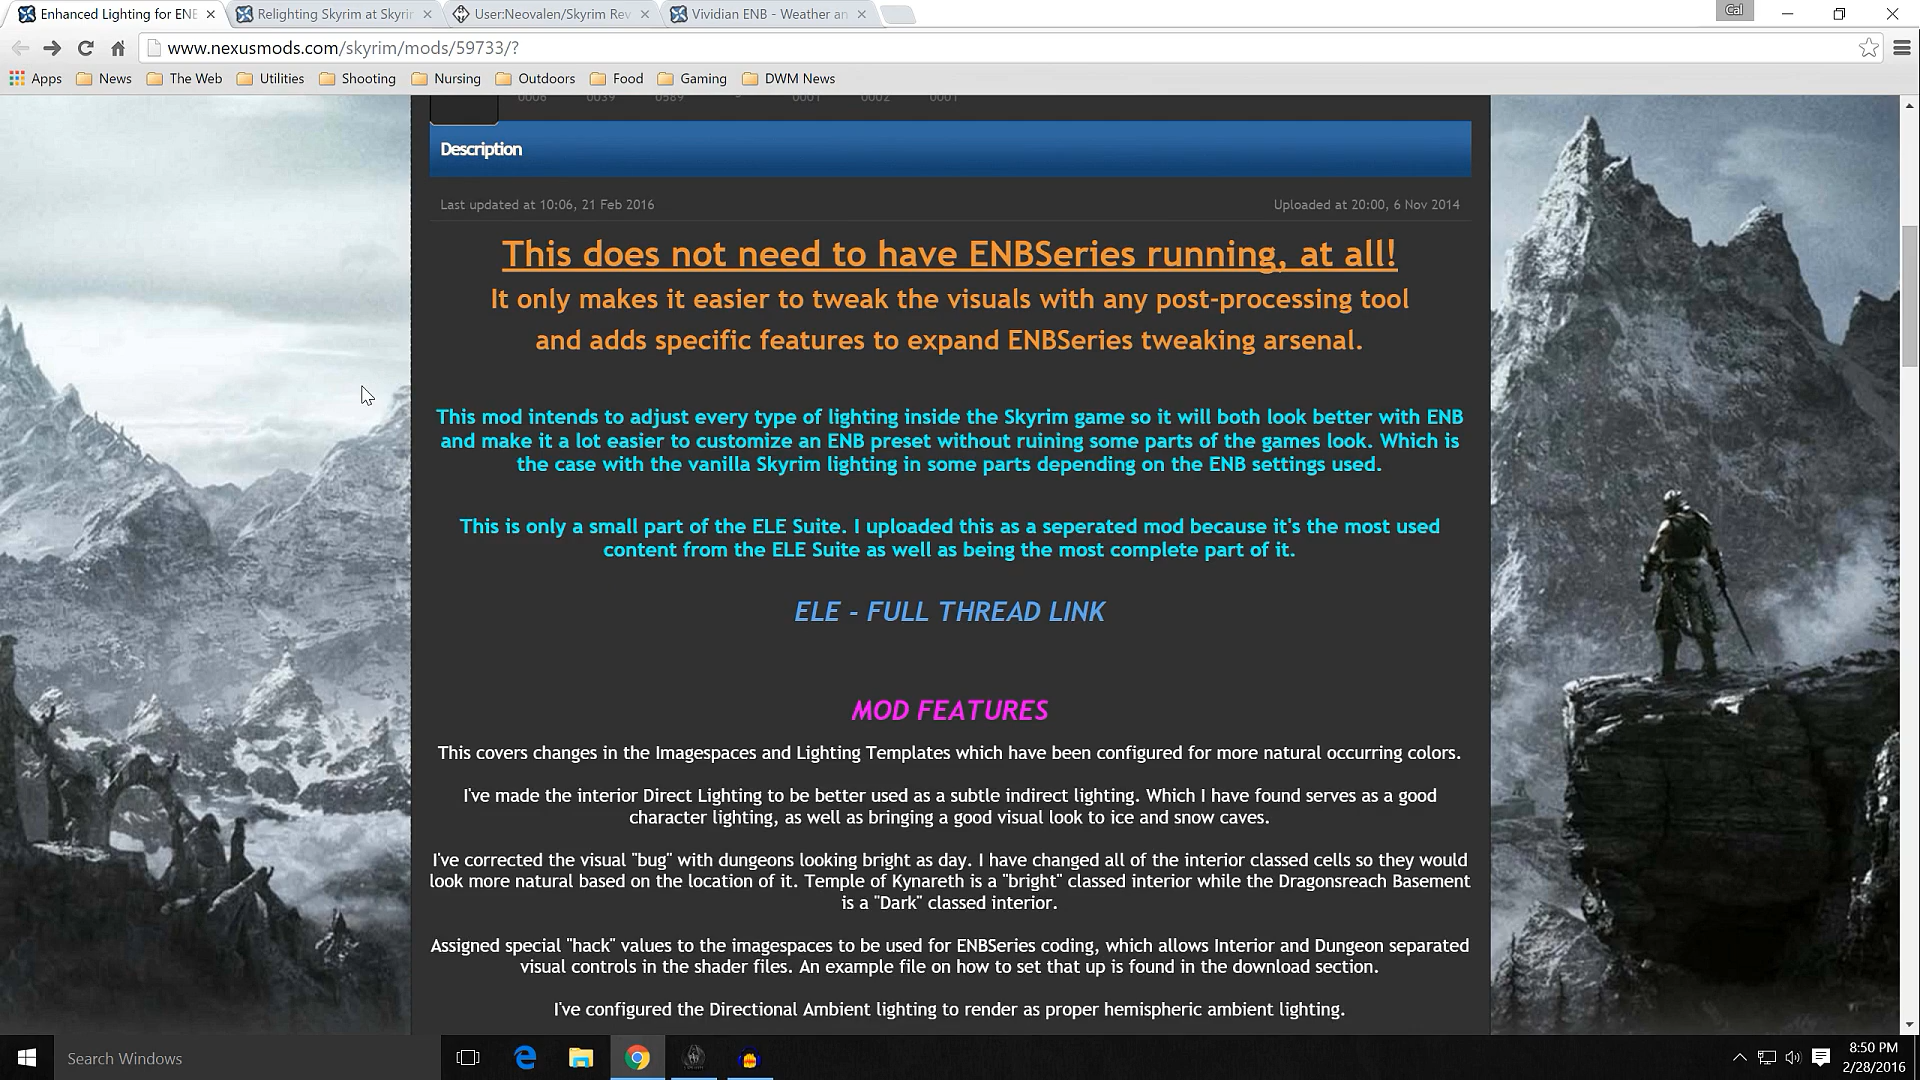 Enhanced Lighting for ENB
Relighting Skyrim at Skyrim
User:Neovalen/Skyrim Rev
Vividian ENB - Weather an
Cal
www.nexusmods.com/skyrim/mods/59733/?
Apps
News
The Web
Utilities
Shooting
Nursing
Outdoors
Food
Gaming
DWM News
Description
Last updated at 10:06, 21 Feb 2016
Uploaded at 20:00, 6 Nov 2014
This does not need to have ENBSeries running, at all!
It only makes it easier to tweak the visuals with any post-processing tool
and adds specific features to expand ENBSeries tweaking arsenal.
This mod intends to adjust every type of lighting inside the Skyrim game so it will both look better with ENB
and make it a lot easier to customize an ENB preset without ruining some parts of the games look. Which is
the case with the vanilla Skyrim lighting in some parts depending on the ENB settings used.
This is only a small part of the ELE Suite. I uploaded this as a seperated mod because it's the most used
content from the ELE Suite as well as being the most complete part of it.
ELE - FULL THREAD LINK
MOD FEATURES
This covers changes in the Imagespaces and Lighting Templates which have been configured for more natural occurring colors.
I've made the interior Direct Lighting to be better used as a subtle indirect lighting. Which I have found serves as a good
character lighting, as well as bringing a good visual look to ice and snow caves.
I've corrected the visual "bug" with dungeons looking bright as day. I have changed all of the interior classed cells so they would
look more natural based on the location of it. Temple of Kynareth is a "bright" classed interior while the Dragonsreach Basement
is a "Dark" classed interior.
Assigned special "hack" values to the imagespaces to be used for ENBSeries coding, which allows Interior and Dungeon separated
visual controls in the shader files. An example file on how to set that up is found in the download section.
I've configured the Directional Ambient lighting to render as proper hemispheric ambient lighting.
Search Windows
8:50 PM
2/28/2016